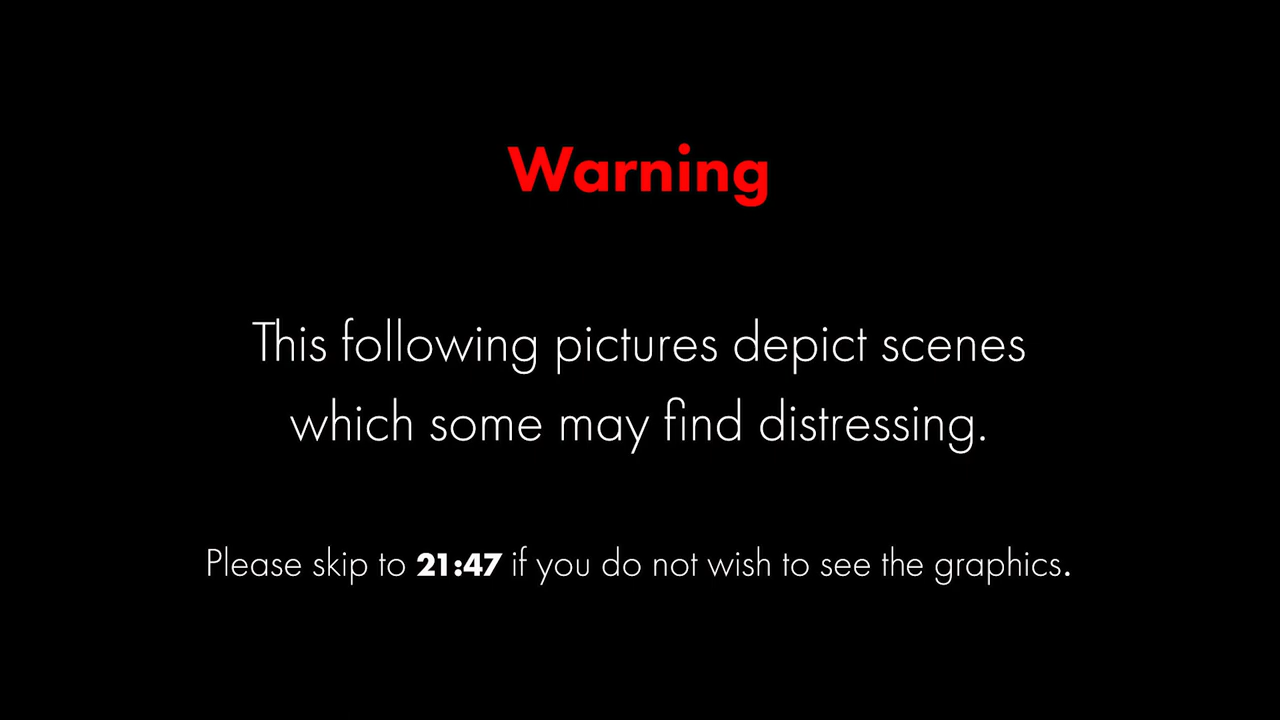 Warning
This following pictures depict scenes
which some may find distressing.
Please skip to 21:47 if you do not wish to see the graphics.